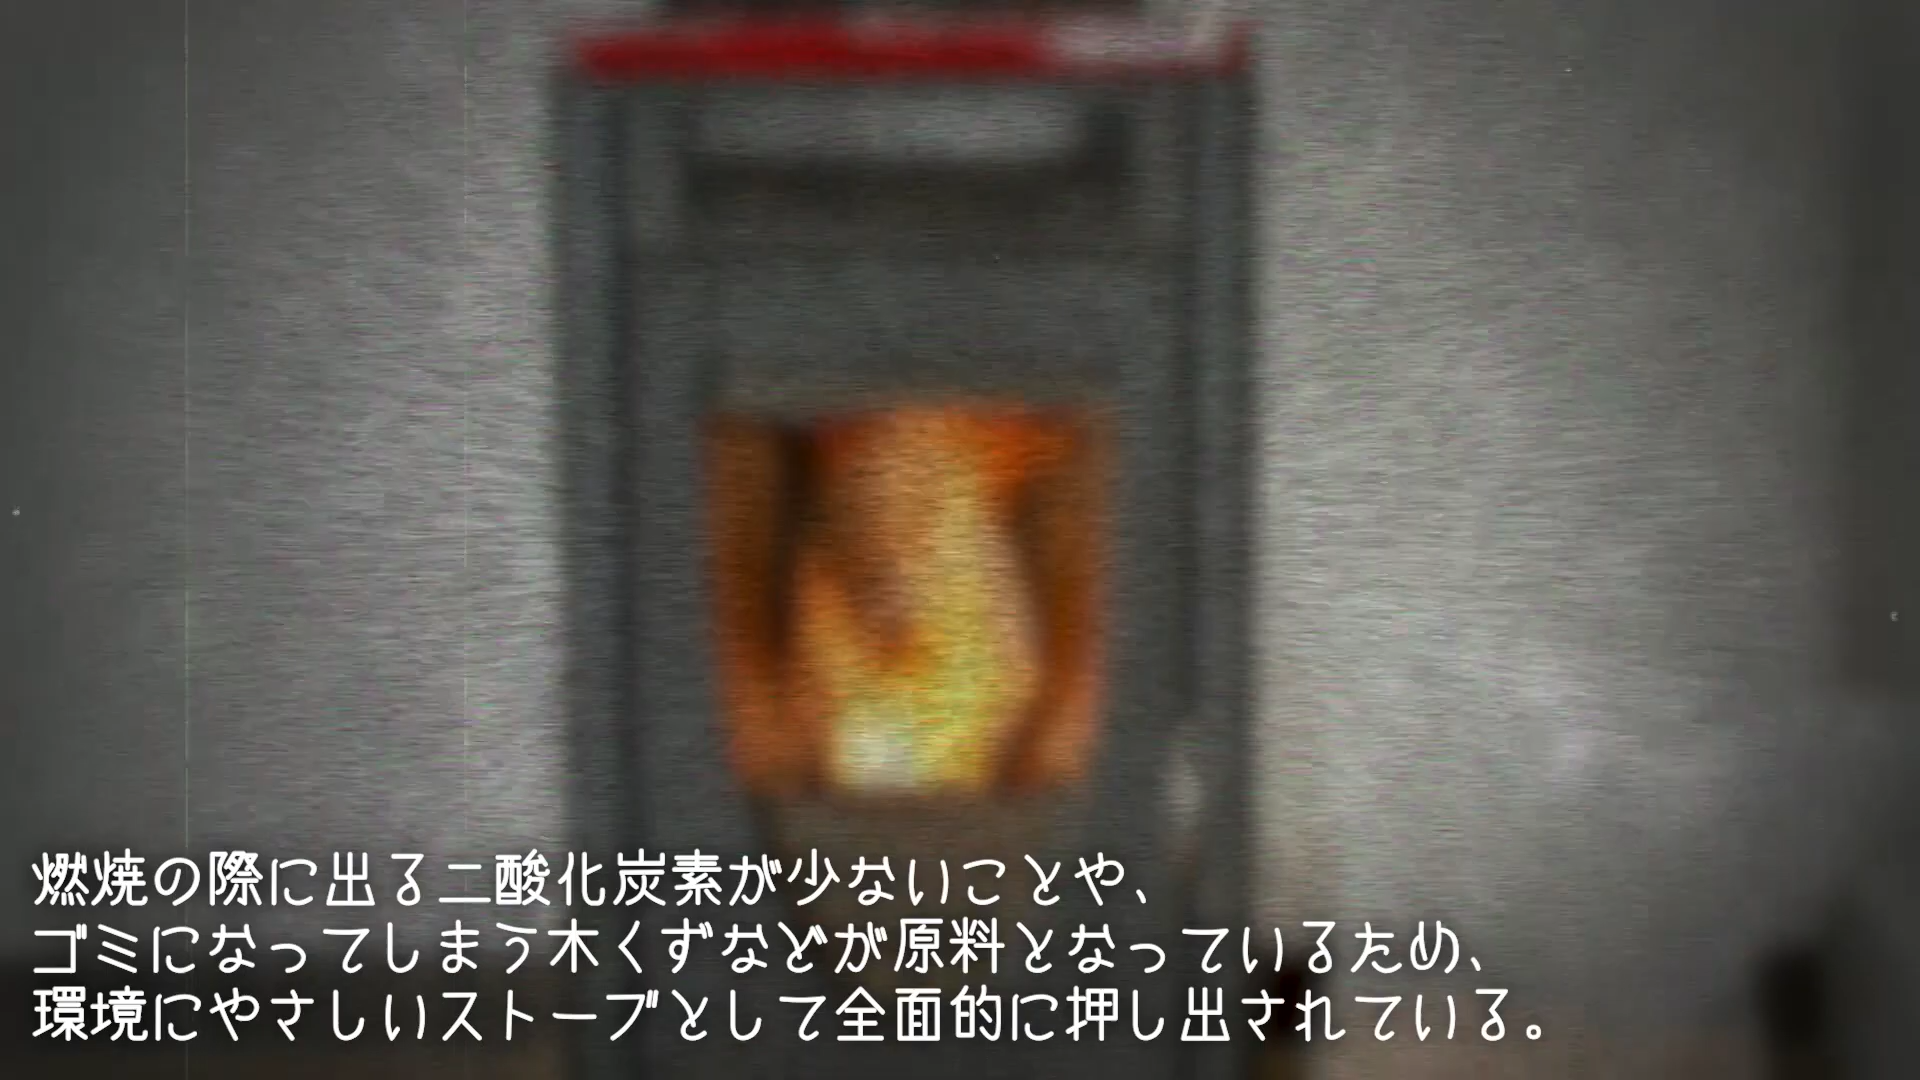 燃焼の際に出る二酸化炭素が少ないことや、
ゴミになってしまう木くずなどが原料となっているため、
環境にやさしいストーブとして全面的に押し出されている。